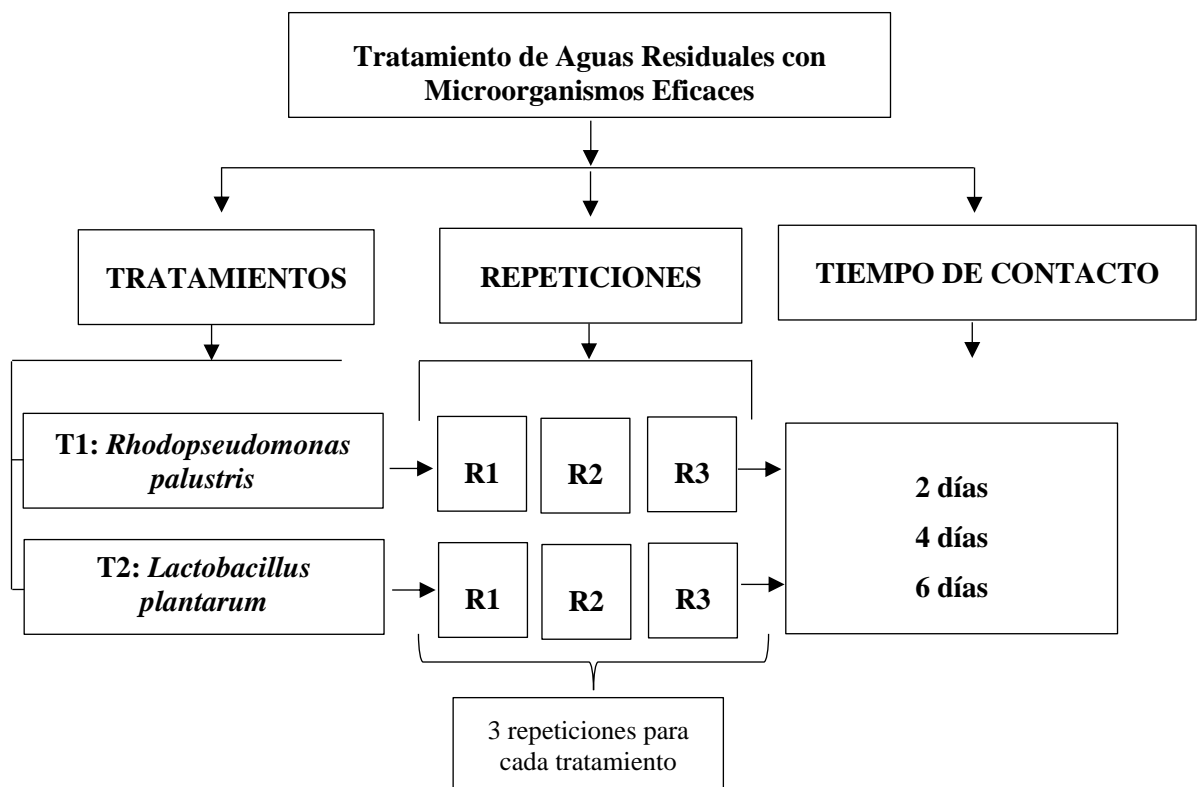 Tratamiento de Aguas Residuales con
Microorganismos Eficaces
TRATAMIENTOS
REPETICIONES
TIEMPO DE CONTACTO
T1: Rhodopseudomonas
palustris
R1
R2
R3
T2: Lactobacillus
plantarum
R1
R2
R3
2 días
4 días
6 días
3 repeticiones para
cada tratamiento